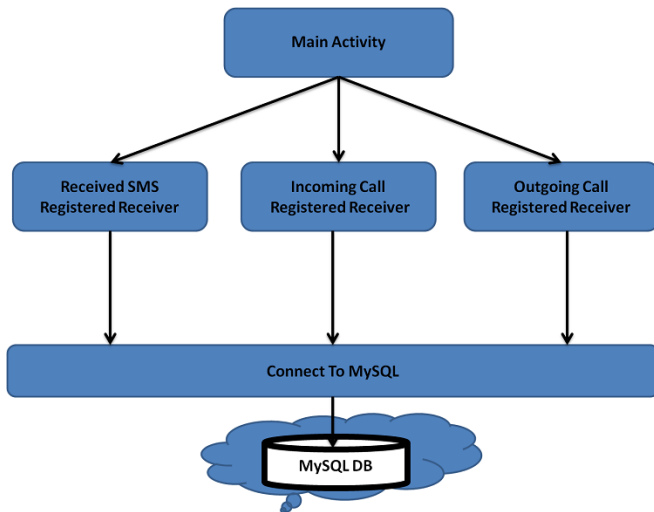 Main Activity
Received SMS
Registered Receiver
Incoming Call
Registered Receiver
Outgoing Call
Registered Receiver
Connect To MySQL
MySQL DB